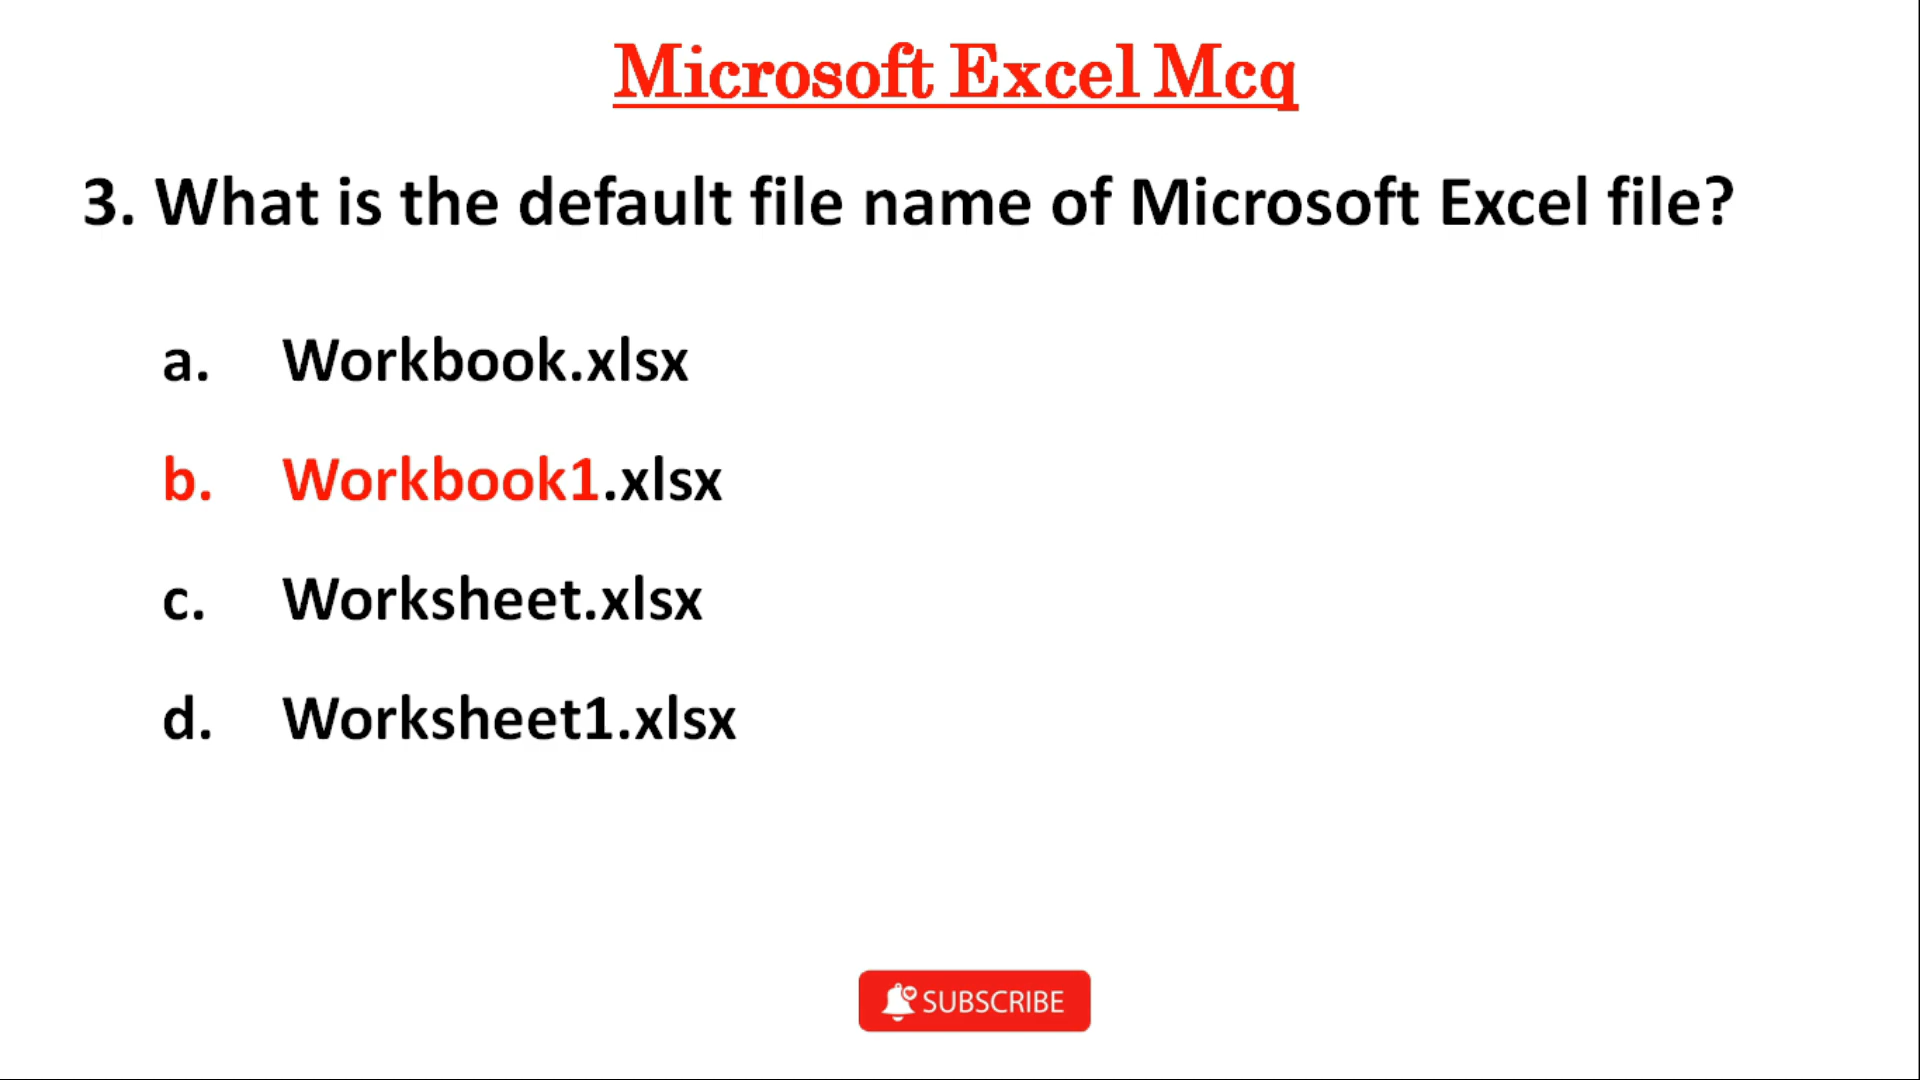 Microsoft Excel Mcq
3. What is the default file name of Microsoft Excel file?
a. Workbook.xlsx
b. Workbook1.xlsx
c. Worksheet.xlsx
d. Worksheet1.xlsx
SUBSCRIBE